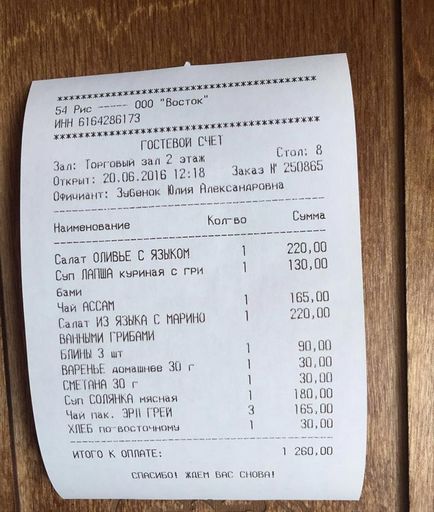 ****************************************
54 Рис ----- ООО "Восток"
ИНН 6164286173
****************************************
ГОСТЕВОЙ СЧЕТ
Зал: Торговый зал 2 этаж Стол: 8
Открыт: 20.06.2016 12:18 Заказ № 250865
Официант: Зубенок Юлия Александровна
Наименование Кол-во Сумма
Салат ОЛИВЬЕ С ЯЗЫКОМ 1 220,00
Суп ЛАПША куриная с гри 1 130,00
бами
Чай АССАМ 1 165,00
Салат ИЗ ЯЗЫКА С МАРИНО 1 220,00
ВАННЫМИ ГРИБАМИ
БЛИНЫ 3 шт 1 90,00
ВАРЕНЬЕ домашнее 30 г 1 30,00
СМЕТАНА 30 г 1 30,00
Суп СОЛЯНКА мясная 1 180,00
Чай пак. ЭРЛ ГРЕЙ 3 165,00
ХЛЕБ по-восточному 1 30,00
ИТОГО К ОПЛАТЕ: 1 260,00
СПАСИБО! ЖДЕМ ВАС СНОВА!